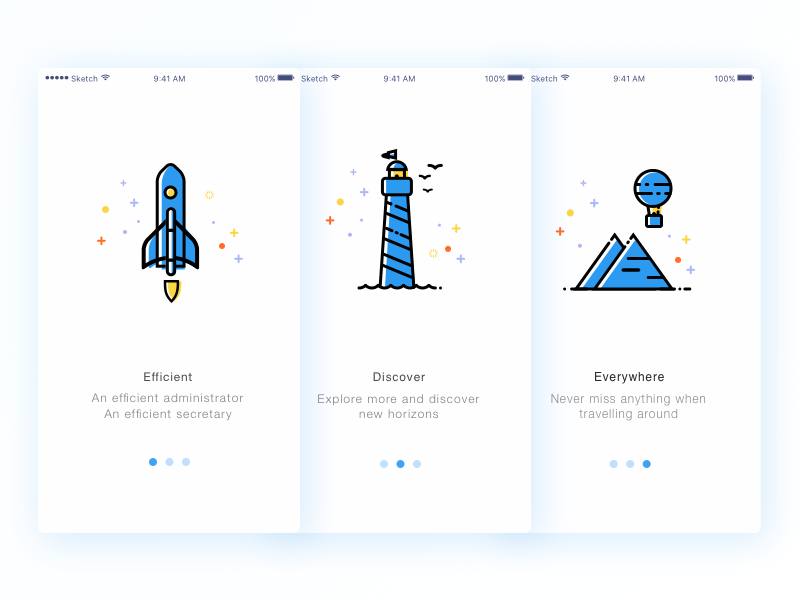 Sketch 9:41 AM 100%
Efficient
An efficient administrator
An efficient secretary
Sketch 9:41 AM 100%
Discover
Explore more and discover
new horizons
Sketch 9:41 AM 100%
Everywhere
Never miss anything when
travelling around